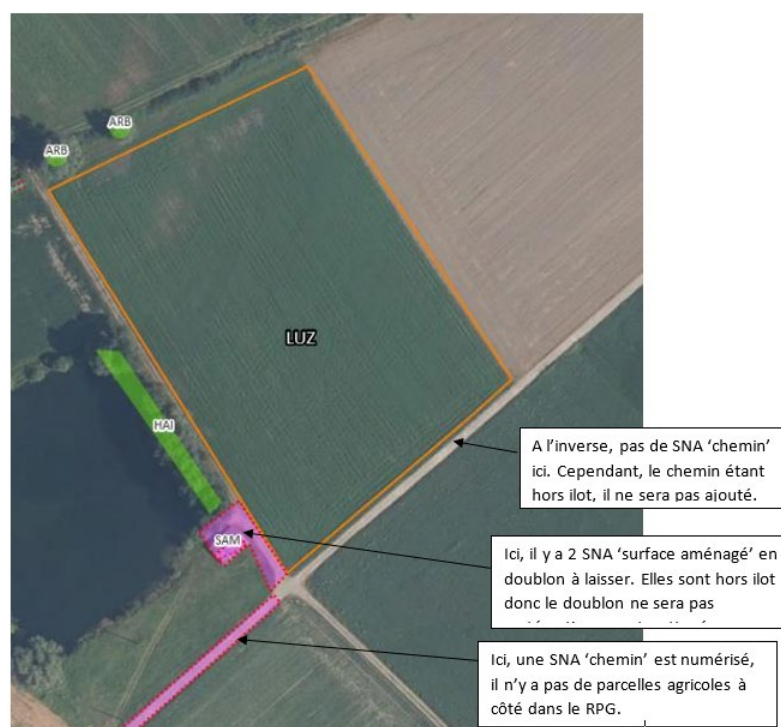 ARB
ARB
LUZ
HAI
SAM
A l’inverse, pas de SNA ‘chemin’
ici. Cependant, le chemin étant
hors ilot, il ne sera pas ajouté.
Ici, il y a 2 SNA ‘surface aménagé’ en
doublon à laisser. Elles sont hors ilot
donc le doublon ne sera pas
Ici, une SNA ‘chemin’ est numérisé,
il n’y a pas de parcelles agricoles à
côté dans le RPG.